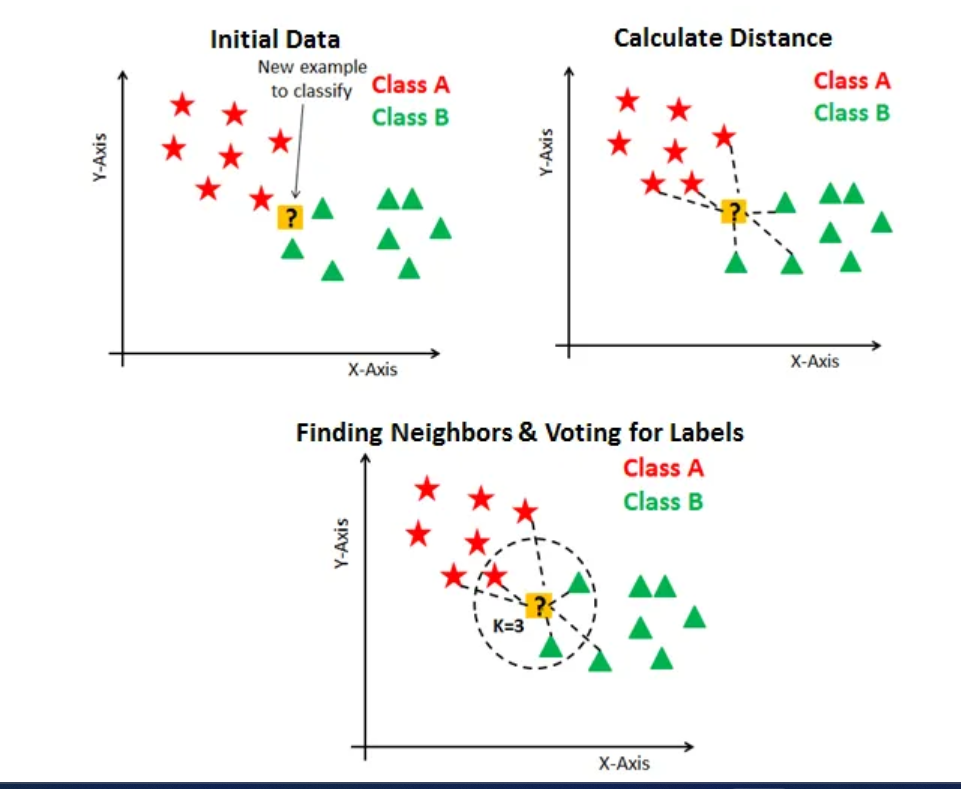 Initial Data
New example
to classify
Class A
Class B
Y-Axis
?
X-Axis
Calculate Distance
Class A
Class B
Y-Axis
?
X-Axis
Finding Neighbors & Voting for Labels
Class A
Class B
Y-Axis
?
K=3
X-Axis